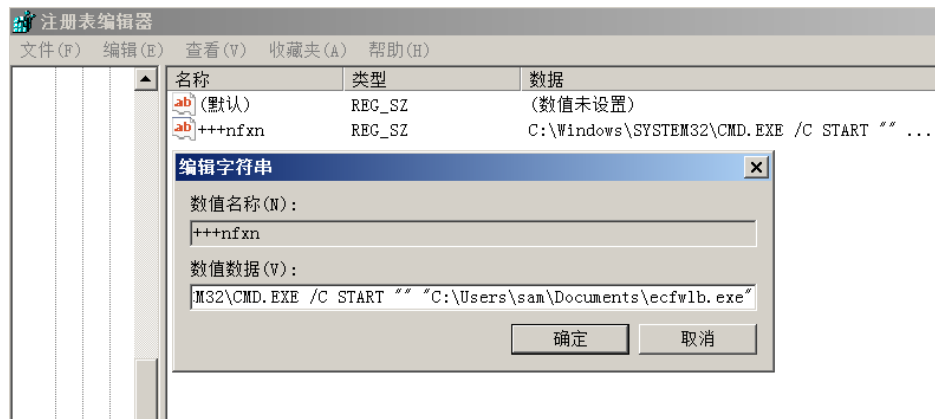 注册表编辑器
文件(F) 编辑(E) 查看(V) 收藏夹(A) 帮助(H)
名称 类型 数据
(默认) REG_SZ (数值未设置)
+++nfxn REG_SZ C:\Windows\SYSTEM32\CMD.EXE /C START "" ...
编辑字符串
数值名称(N):
+++nfxn
数值数据(V):
M32\CMD.EXE /C START "" "C:\Users\sam\Documents\ecfwlb.exe"
确定 取消